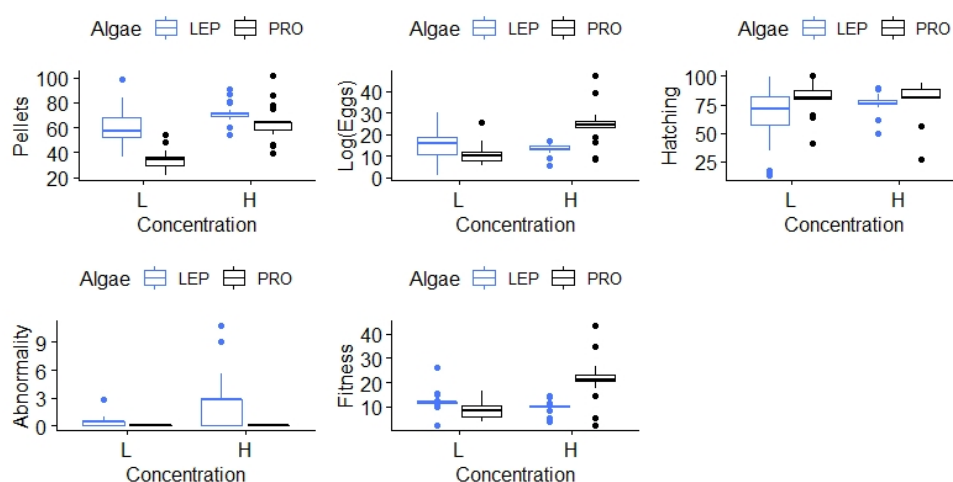 Algae LEP PRO
Pellets
100
80
60
40
20
L H
Concentration
Algae LEP PRO
Log(Eggs)
50
40
30
20
10
0
L H
Concentration
Algae LEP PRO
Hatching
100
75
50
25
L H
Concentration
Algae LEP PRO
Abnormality
9
6
3
0
L H
Concentration
Algae LEP PRO
Fitness
40
30
20
10
L H
Concentration